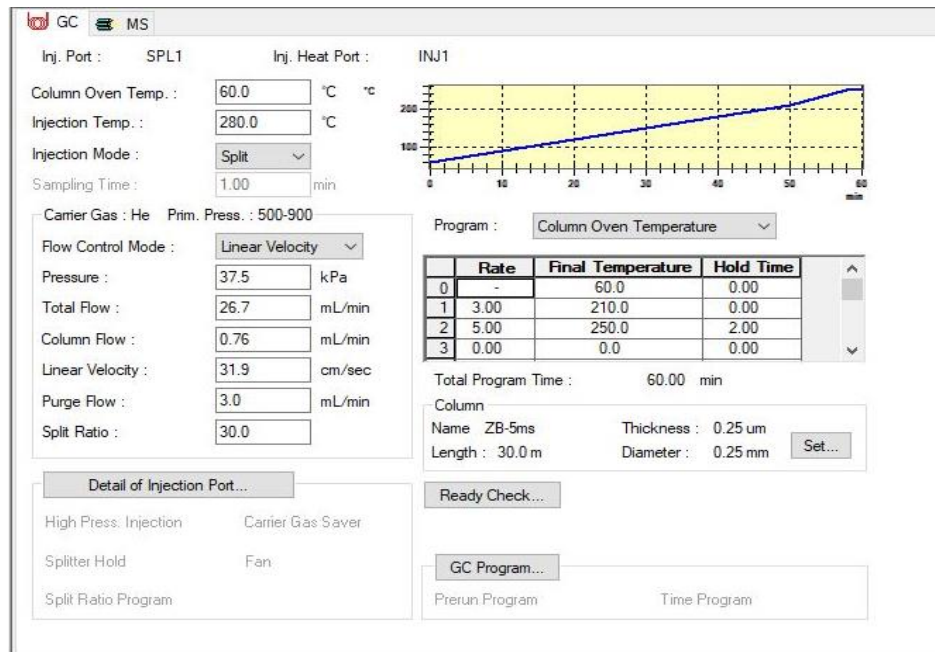 GC MS
Inj. Port : SPL1 Inj. Heat Port : INJ1
Column Oven Temp. : 60.0 °C °C
Injection Temp. : 280.0 °C
Injection Mode : Split
Sampling Time : 1.00 min
200
100
0 10 20 30 40 50 60
min
Carrier Gas : He Prim. Press. : 500-900
Flow Control Mode : Linear Velocity
Pressure : 37.5 kPa
Total Flow : 26.7 mL/min
Column Flow : 0.76 mL/min
Linear Velocity : 31.9 cm/sec
Purge Flow : 3.0 mL/min
Split Ratio : 30.0
Program : Column Oven Temperature
Rate Final Temperature Hold Time
0 - 60.0 0.00
1 3.00 210.0 0.00
2 5.00 250.0 2.00
3 0.00 0.0 0.00
Total Program Time : 60.00 min
Column
Name ZB-5ms Thickness : 0.25 um
Length : 30.0 m Diameter : 0.25 mm
Set...
Detail of Injection Port...
High Press. Injection Carrier Gas Saver
Splitter Hold Fan
Split Ratio Program
Ready Check...
GC Program...
Prerun Program Time Program